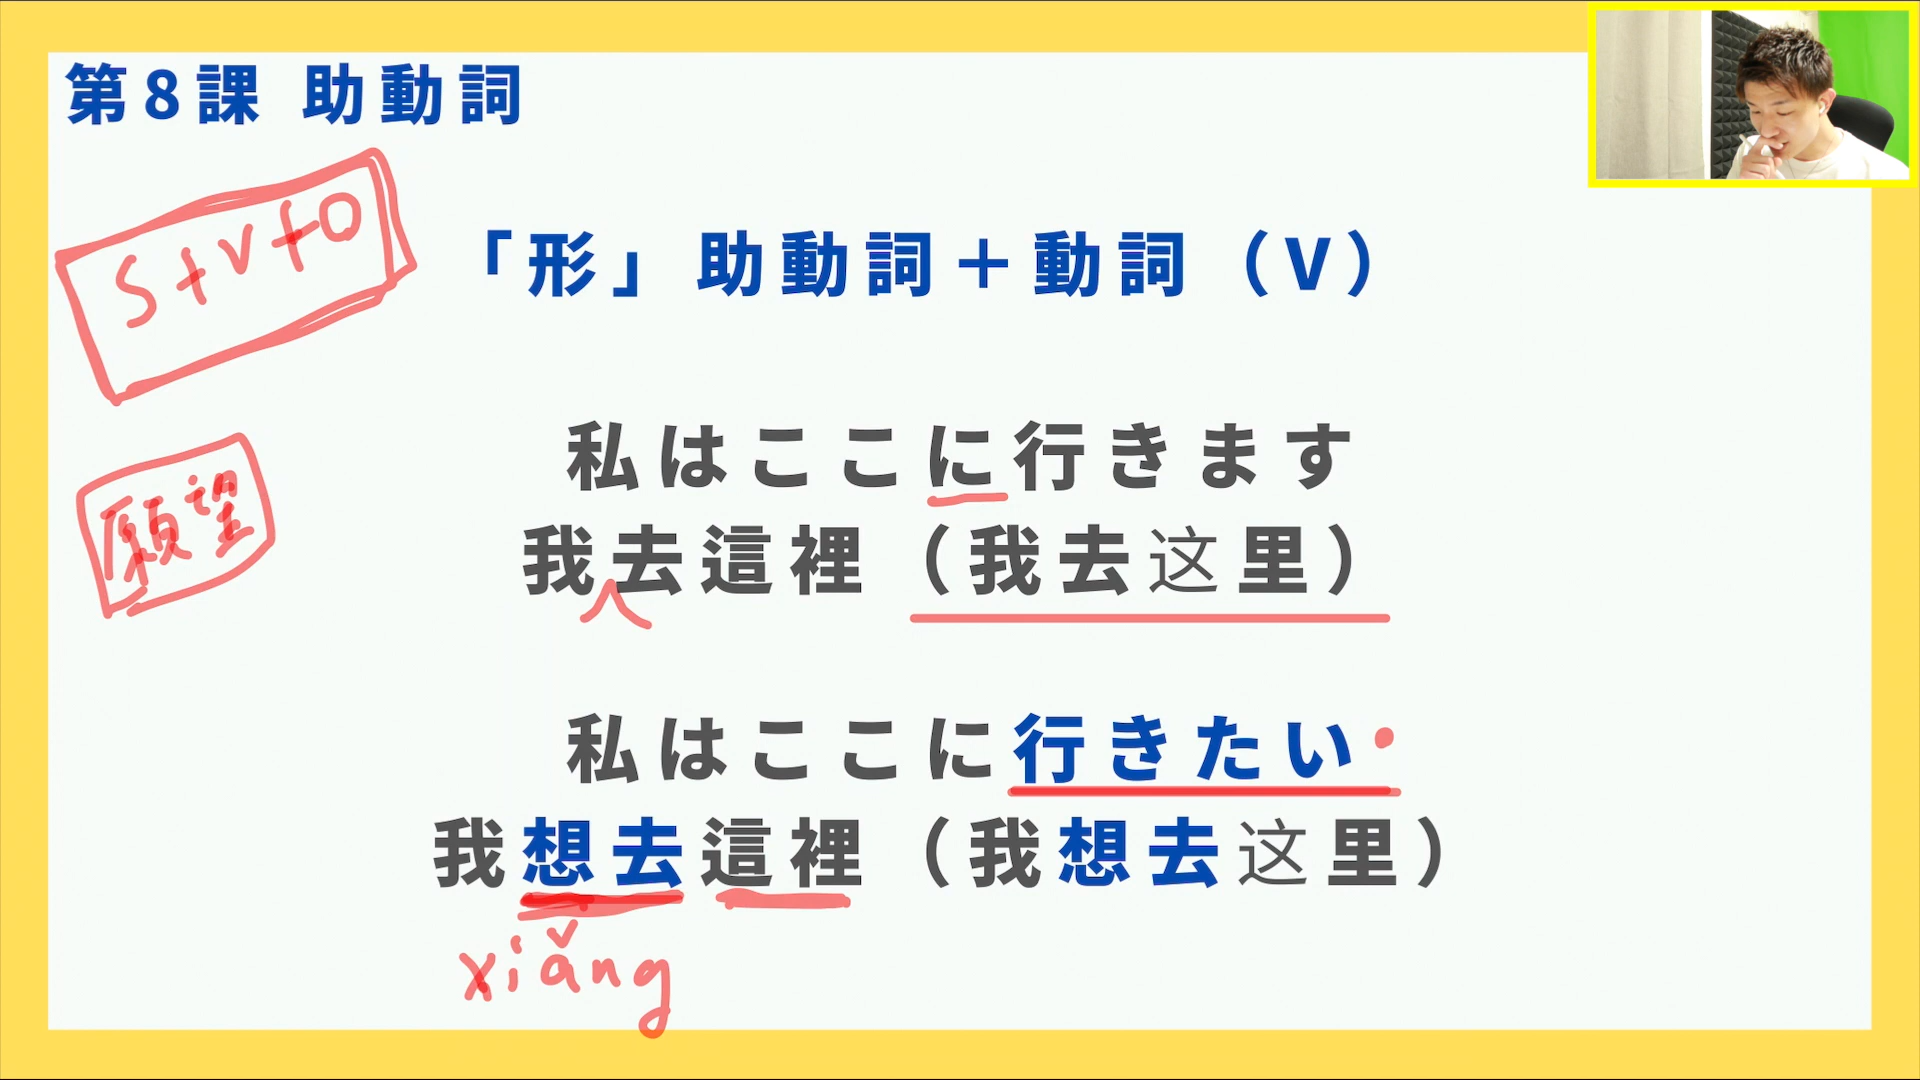 第8課 助動詞
S+V+O
「形」助動詞＋動詞（V）
私はここに行きます
我去這裡（我去这里）
願望
私はここに行きたい
我想去這裡（我想去这里）
xiǎng